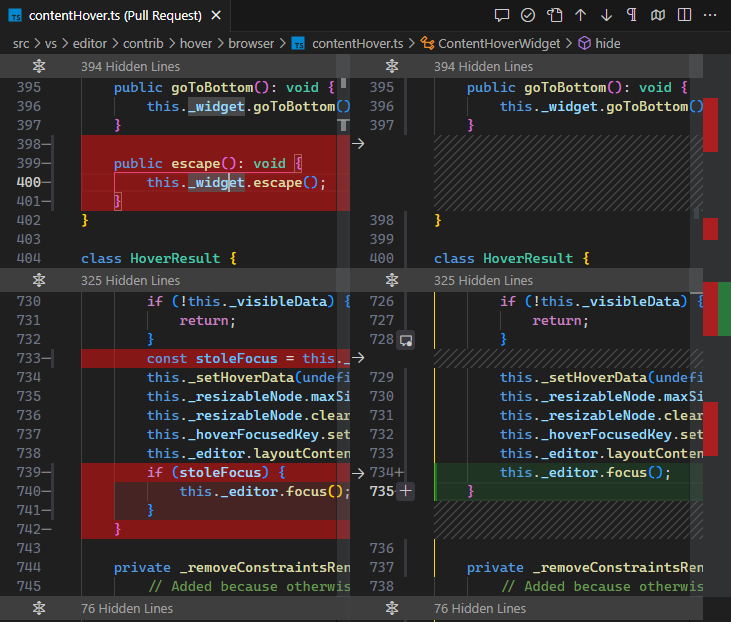 TS contentHover.ts (Pull Request)
src > vs > editor > contrib > hover > browser > TS contentHover.ts > ContentHoverWidget > hide
394 Hidden Lines
395 public goToBottom(): void {
396 this._widget.goToBottom()
397 }
398−
399− public escape(): void {
400− this._widget.escape();
401− }
402 }
403
404 class HoverResult {
325 Hidden Lines
730 if (!this._visibleData) {
731 return;
732 }
733− const stoleFocus = this._
734 this._setHoverData(undefi
735 this._resizableNode.maxSi
736 this._resizableNode.clear
737 this._hoverFocusedKey.set
738 this._editor.layoutConten
739− if (stoleFocus) {
740− this._editor.focus();
741− }
742− }
743
744 private _removeConstraintsRen
745 // Added because otherwis
76 Hidden Lines
394 Hidden Lines
395 public goToBottom(): void {
396 this._widget.goToBottom()
397 }
398 }
399
400 class HoverResult {
325 Hidden Lines
726 if (!this._visibleData) {
727 return;
728 }
729 this._setHoverData(undefi
730 this._resizableNode.maxSi
731 this._resizableNode.clear
732 this._hoverFocusedKey.set
733 this._editor.layoutConten
734+ this._editor.focus();
735+ }
736
737 private _removeConstraintsRen
738 // Added because otherwis
76 Hidden Lines